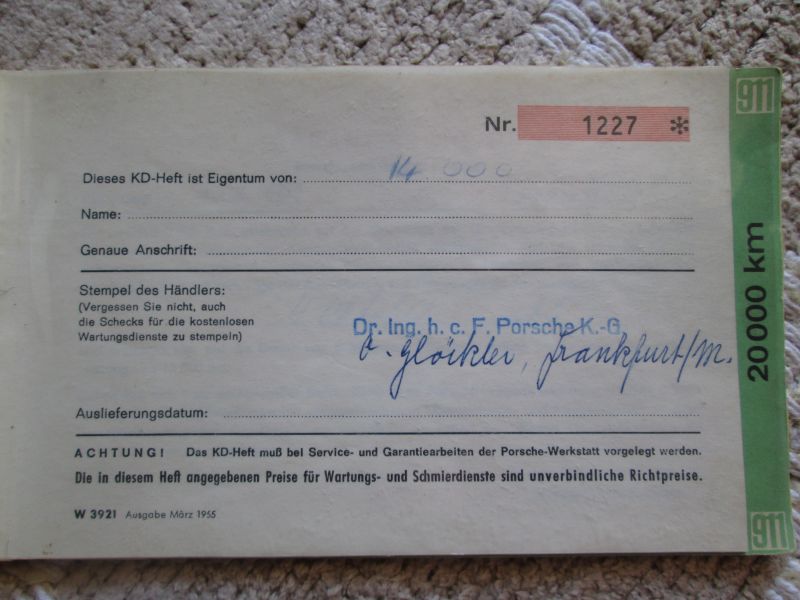 911
Nr. 1227 *
Dieses KD-Heft ist Eigentum von: 14 000
Name:
Genaue Anschrift:
20 000 km
Stempel des Händlers:
(Vergessen Sie nicht, auch
die Schecks für die kostenlosen
Wartungsdienste zu stempeln)
Dr. Ing. h. c. F. Porsche K.-G.
O. Glöckler, Frankfurt/M.
Auslieferungsdatum:
ACHTUNG! Das KD-Heft muß bei Service- und Garantiearbeiten der Porsche-Werkstatt vorgelegt werden.
Die in diesem Heft angegebenen Preise für Wartungs- und Schmierdienste sind unverbindliche Richtpreise.
W 3921 Ausgabe März 1965
911